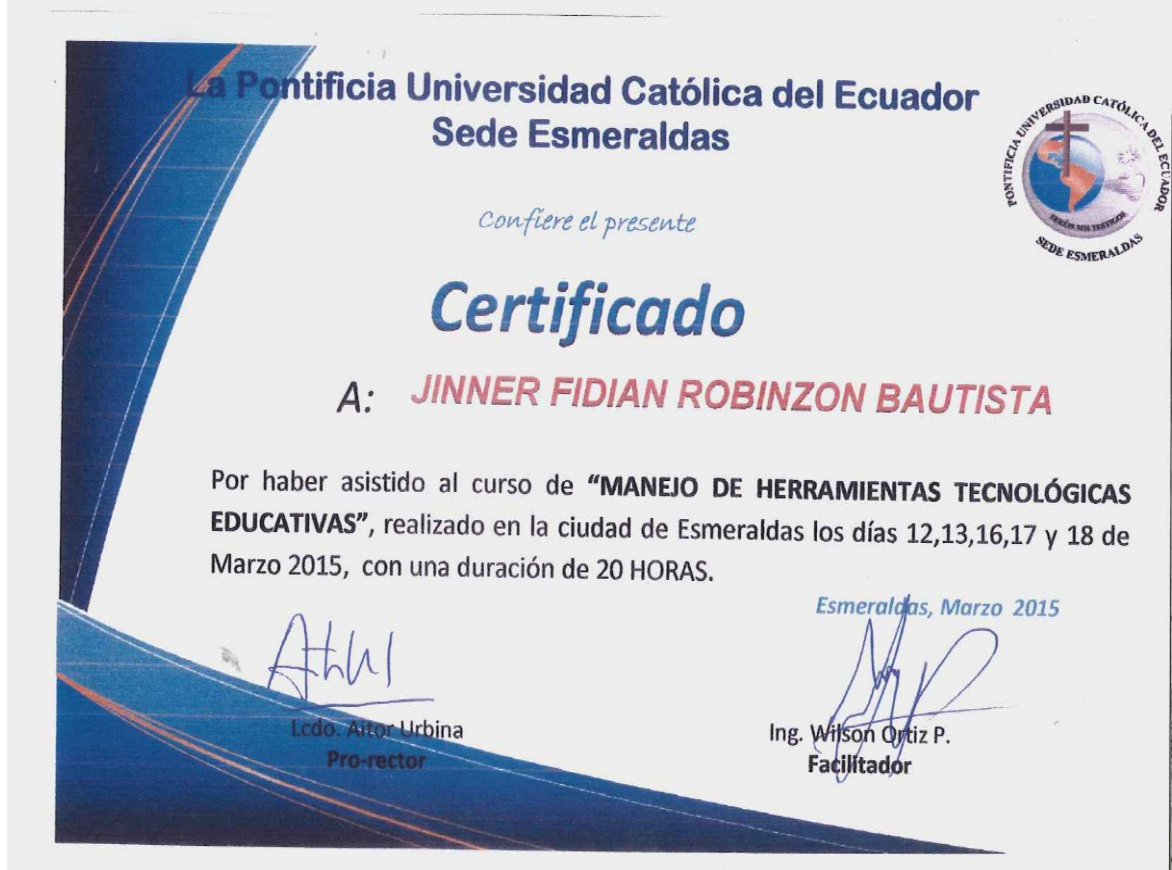 La Pontificia Universidad Católica del Ecuador
Sede Esmeraldas
PONTIFICIA UNIVERSIDAD CATÓLICA DEL ECUADOR
SERÉIS MIS TESTIGOS
SEDE ESMERALDAS
Confiere el presente
Certificado
A: JINNER FIDIAN ROBINZON BAUTISTA
Por haber asistido al curso de “MANEJO DE HERRAMIENTAS TECNOLÓGICAS
EDUCATIVAS”, realizado en la ciudad de Esmeraldas los días 12,13,16,17 y 18 de
Marzo 2015, con una duración de 20 HORAS.
Esmeraldas, Marzo 2015
Lcdo. Aitor Urbina
Pro-rector
Ing. Wilson Ortiz P.
Facilitador